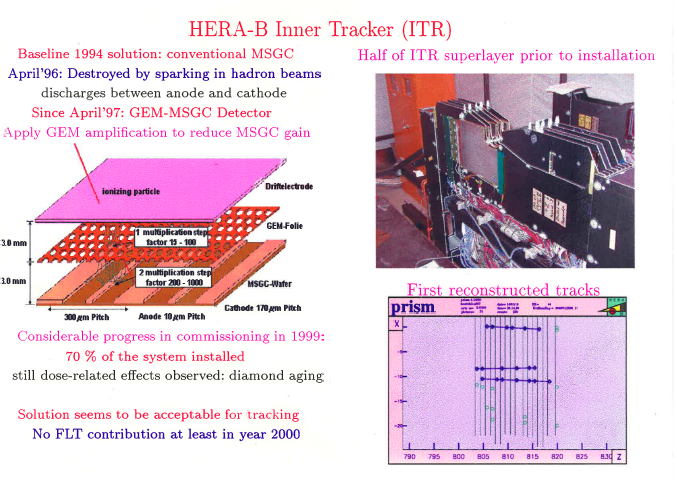 HERA-B Inner Tracker (ITR)
Baseline 1994 solution: conventional MSGC
April'96: Destroyed by sparking in hadron beams
discharges between anode and cathode
Since April'97: GEM-MSGC Detector
Apply GEM amplification to reduce MSGC gain
ionizing particle
Driftelectrode
GEM-Folie
1 multiplication step
factor 15 - 100
3.0 mm
2 multiplication step
factor 200 - 1000
3.0 mm
MSGC-Wafer
Cathode 170 µm Pitch
300 µm Pitch
Anode 10 µm Pitch
Considerable progress in commissioning in 1999:
70 % of the system installed
still dose-related effects observed: diamond aging
Solution seems to be acceptable for tracking
No FLT contribution at least in year 2000
Half of ITR superlayer prior to installation
First reconstructed tracks
prism
X
-5
-10
-15
-20
790 795 800 805 810 815 820 825 830 Z